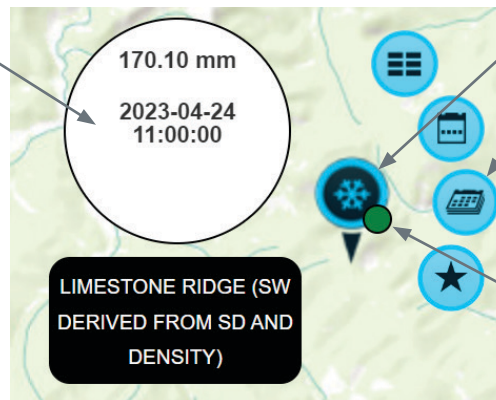 170.10 mm
2023-04-24
11:00:00
LIMESTONE RIDGE (SW
DERIVED FROM SD AND
DENSITY)